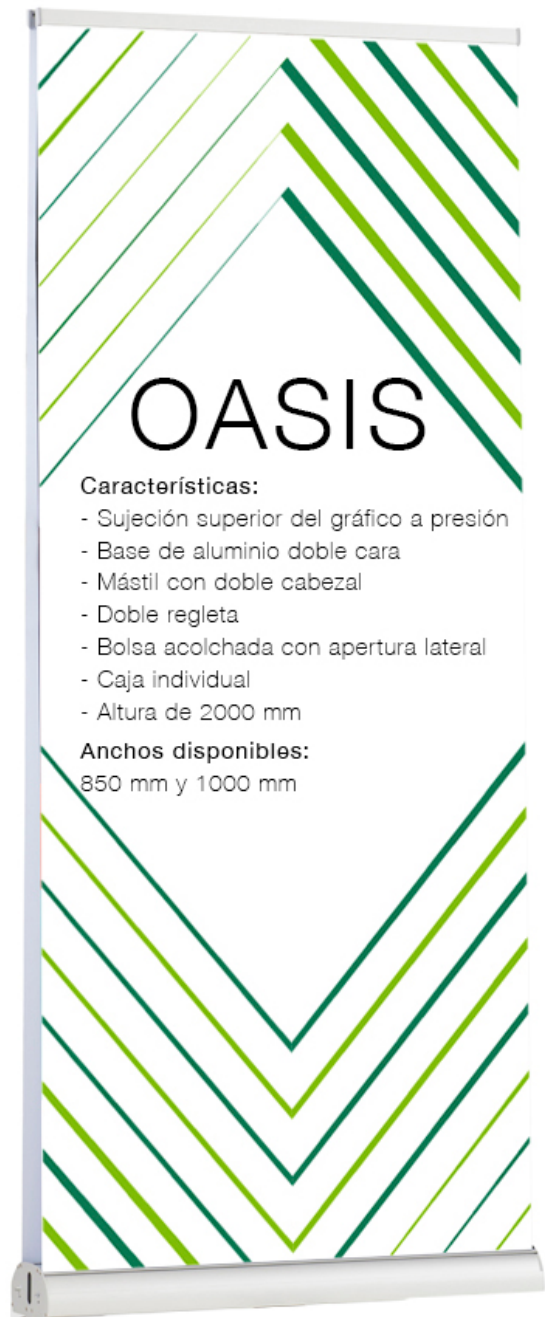 OASIS
Características:
- Sujeción superior del gráfico a presión
- Base de aluminio doble cara
- Mástil con doble cabezal
- Doble regleta
- Bolsa acolchada con apertura lateral
- Caja individual
- Altura de 2000 mm
Anchos disponibles:
850 mm y 1000 mm